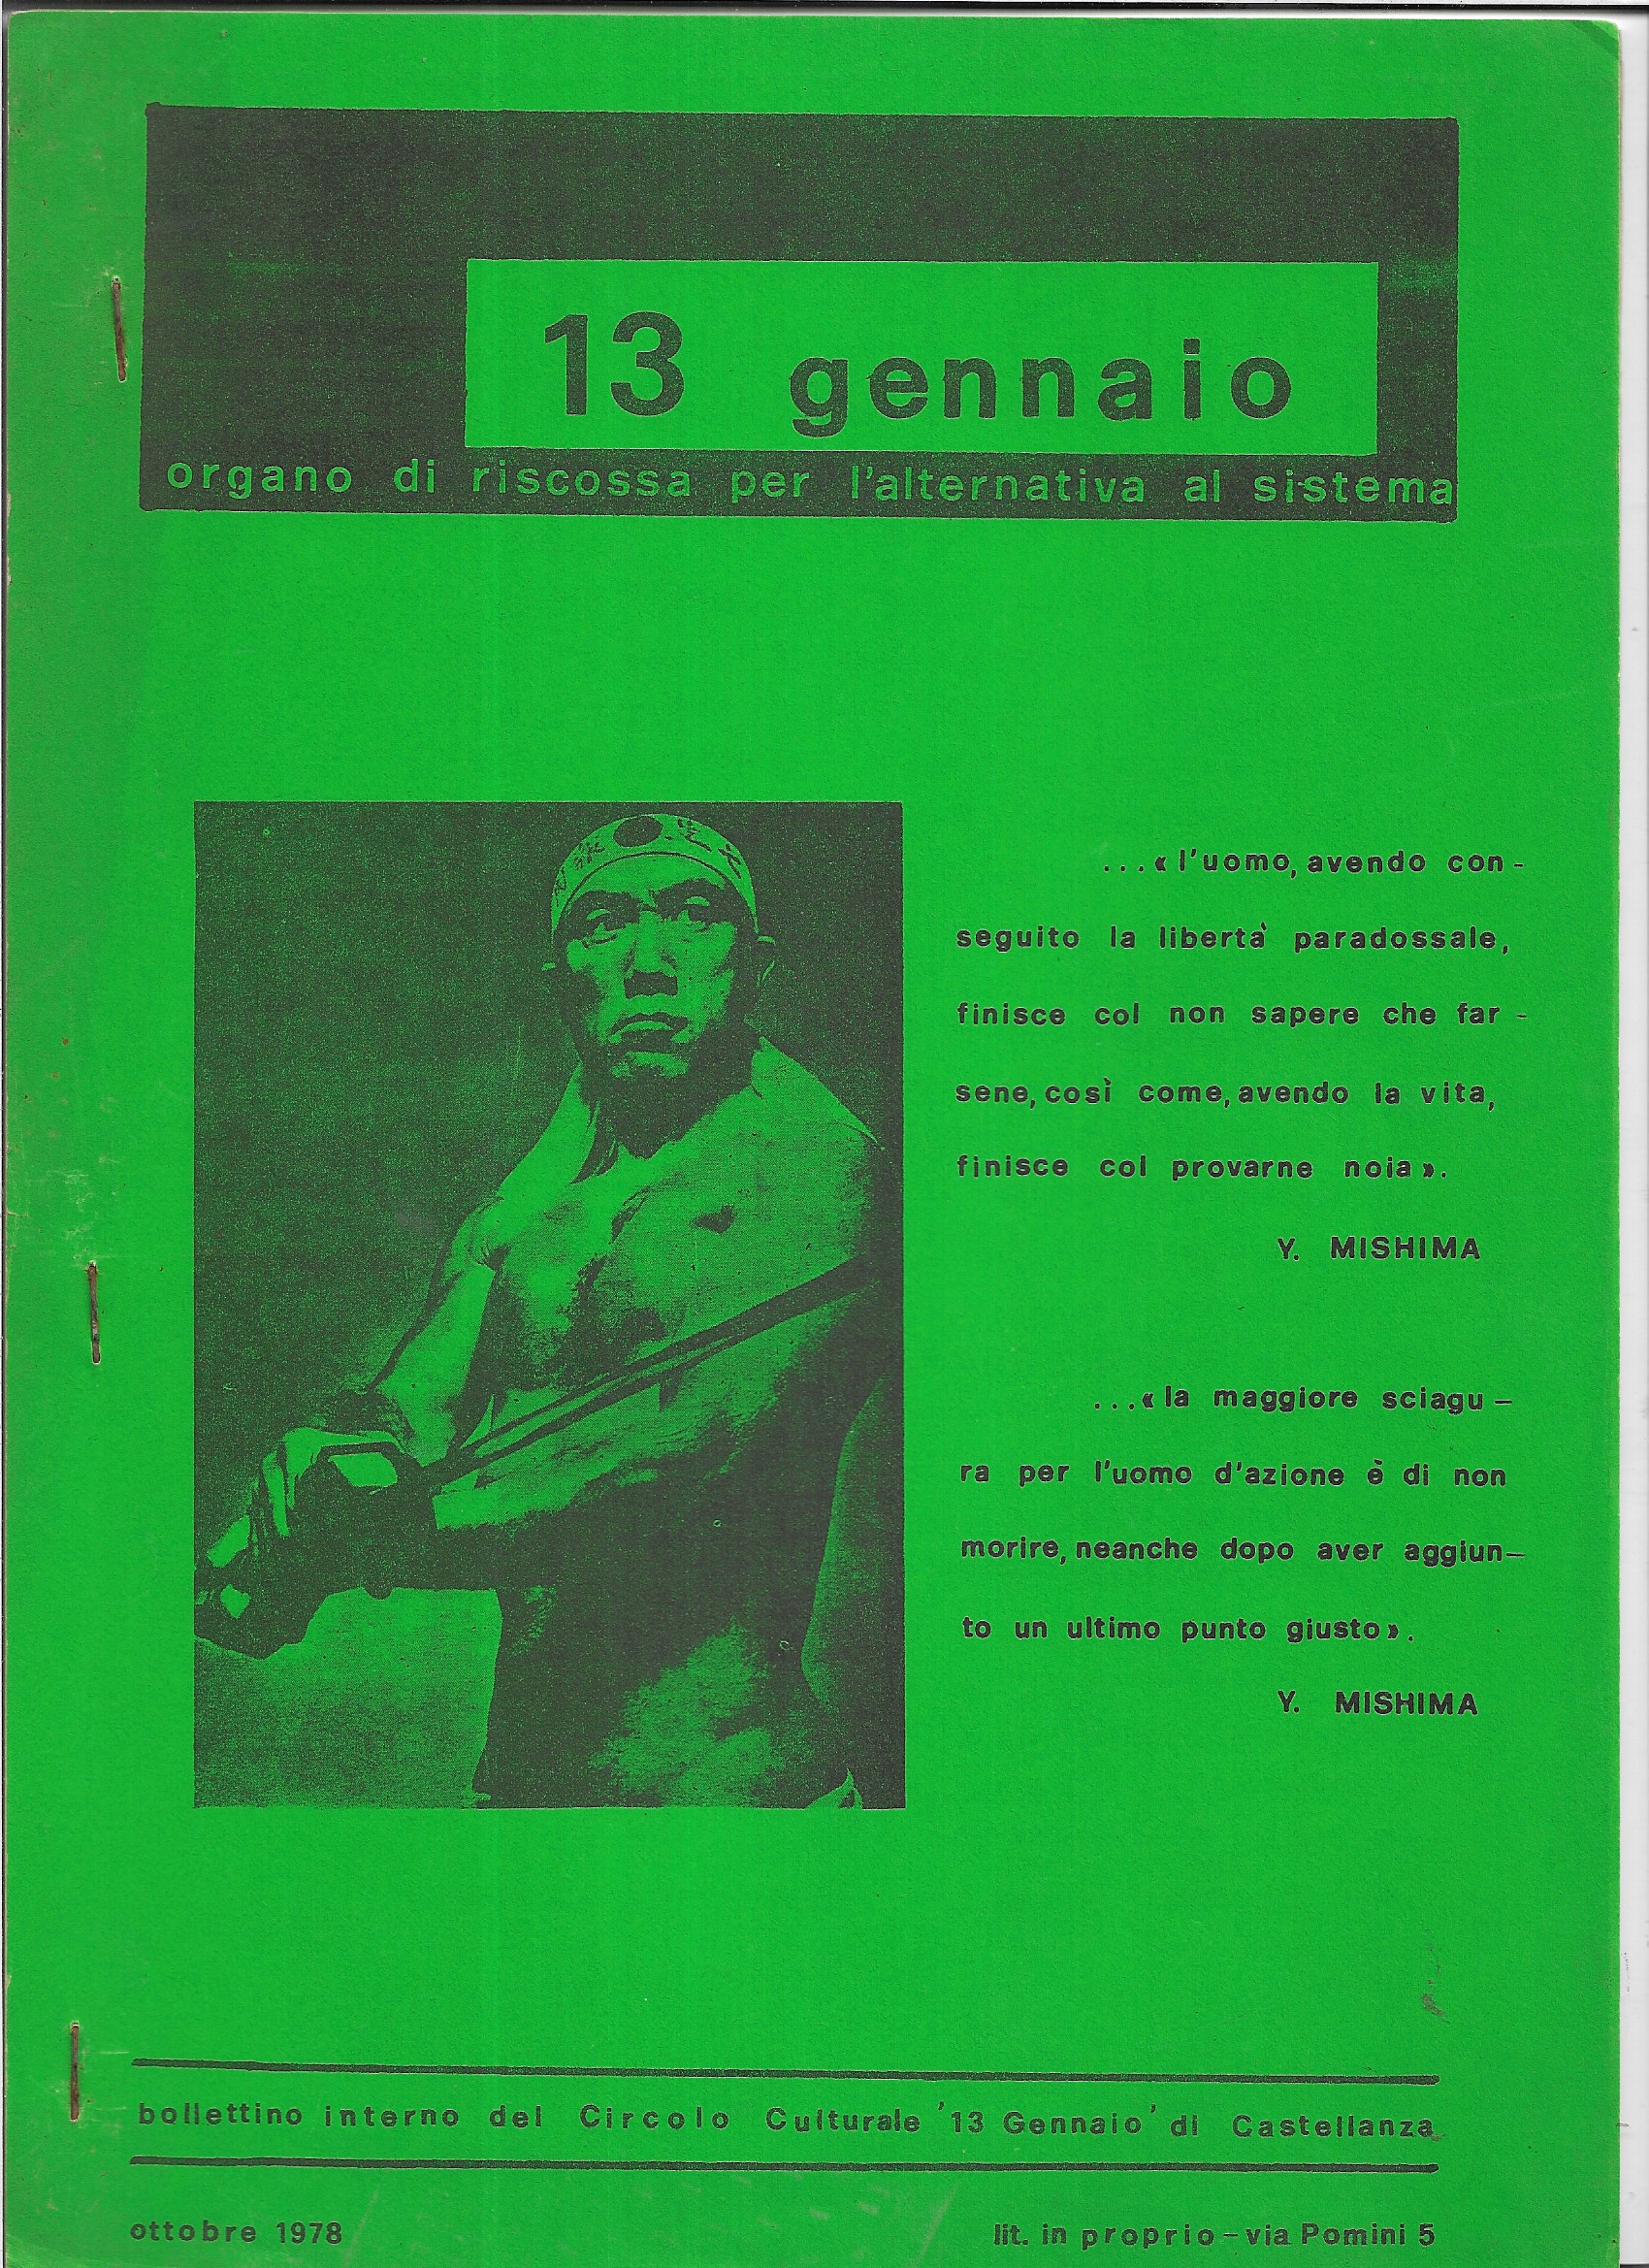 13 gennaio
organo di riscossa per l'alternativa al sistema
...« l'uomo, avendo con-
seguito la libertà paradossale,
finisce col non sapere che far-
sene, così come, avendo la vita,
finisce col provarne noia ».
Y. MISHIMA
...« la maggiore sciagu-
ra per l'uomo d'azione è di non
morire, neanche dopo aver aggiun-
to un ultimo punto giusto ».
Y. MISHIMA
bollettino interno del Circolo Culturale '13 Gennaio' di Castellanza
ottobre 1978
lit. in proprio - via Pomini 5